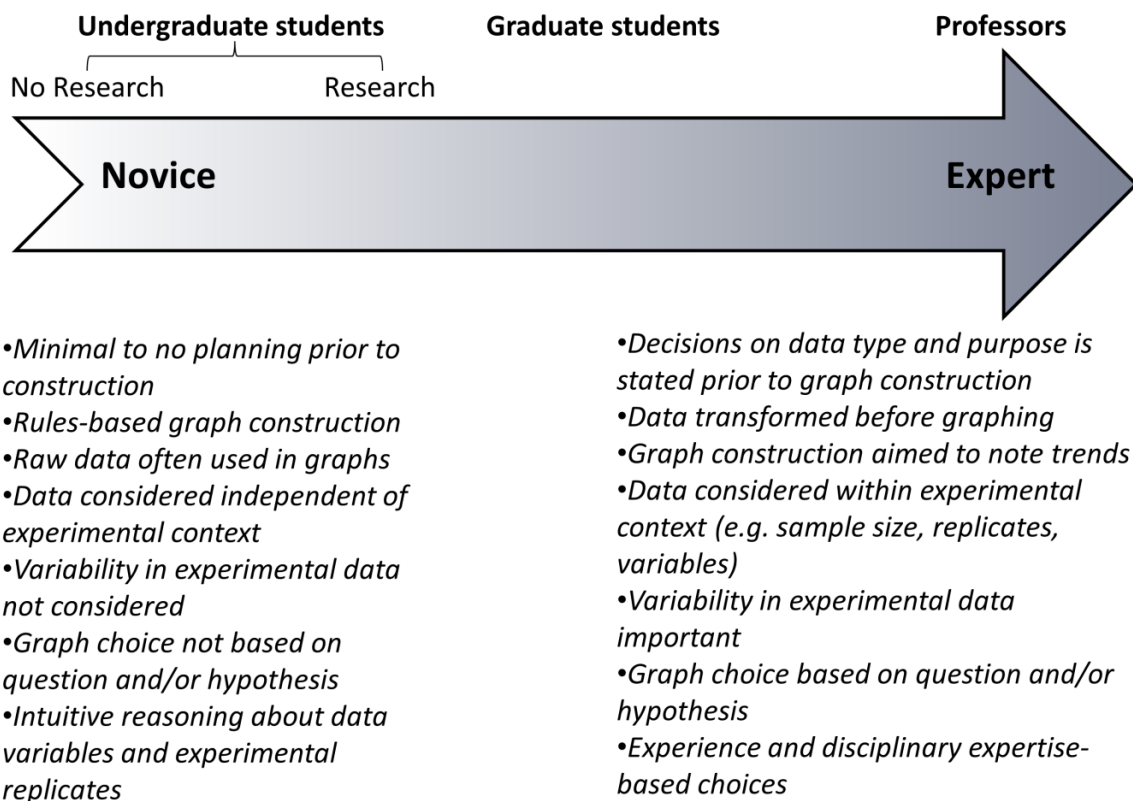 Undergraduate students
Graduate students
Professors
No Research
Research
Novice
Expert
•Minimal to no planning prior to
construction
•Rules-based graph construction
•Raw data often used in graphs
•Data considered independent of
experimental context
•Variability in experimental data
not considered
•Graph choice not based on
question and/or hypothesis
•Intuitive reasoning about data
variables and experimental
replicates
•Decisions on data type and purpose is
stated prior to graph construction
•Data transformed before graphing
•Graph construction aimed to note trends
•Data considered within experimental
context (e.g. sample size, replicates,
variables)
•Variability in experimental data
important
•Graph choice based on question and/or
hypothesis
•Experience and disciplinary expertise-
based choices